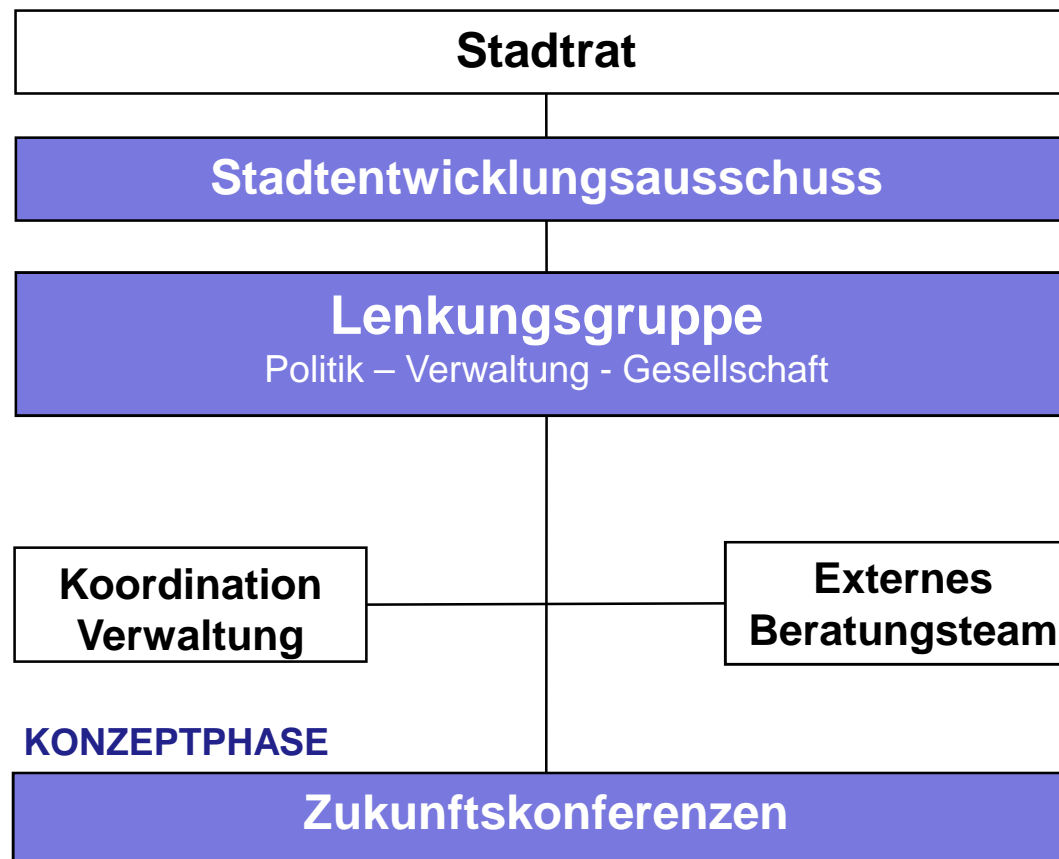 Stadtrat
Stadtentwicklungsausschuss
Lenkungsgruppe
Politik – Verwaltung - Gesellschaft
Koordination
Verwaltung
Externes
Beratungsteam
KONZEPTPHASE
Zukunftskonferenzen